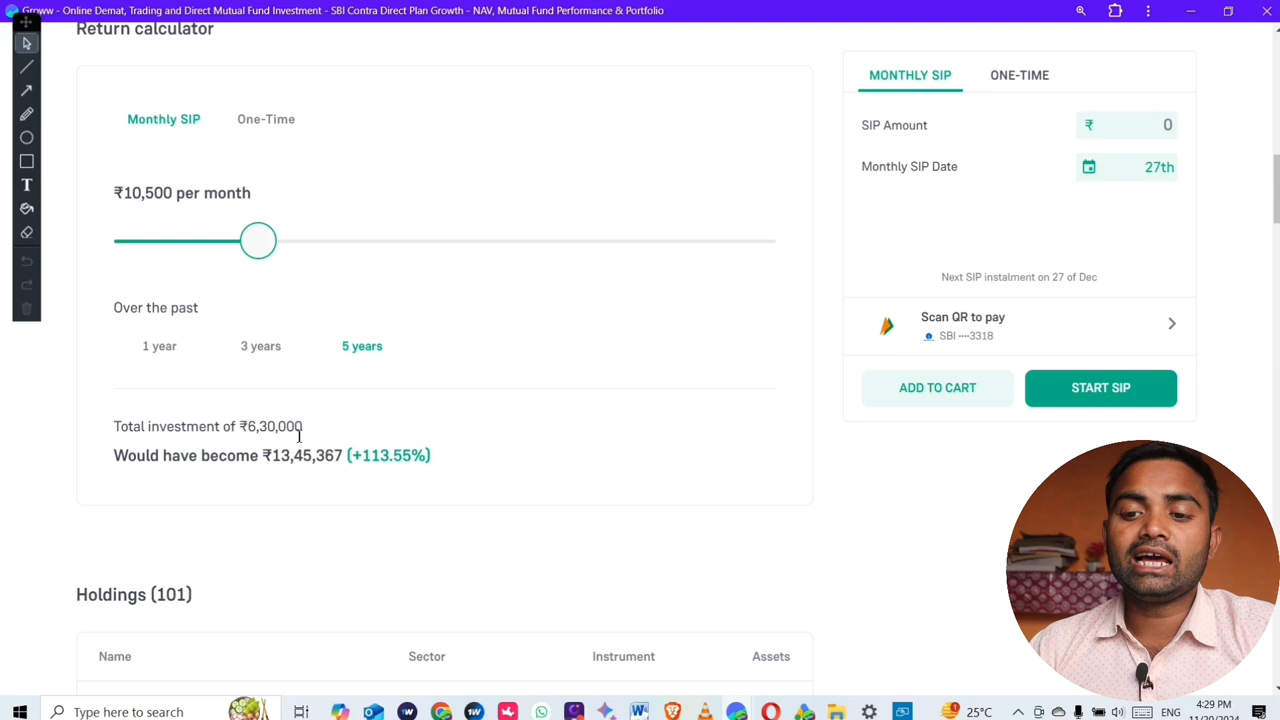 Groww - Online Demat, Trading and Direct Mutual Fund Investment - SBI Contra Direct Plan Growth - NAV, Mutual Fund Performance & Portfolio
Return calculator
Monthly SIP One-Time
₹10,500 per month
Over the past
1 year 3 years 5 years
Total investment of ₹6,30,000
Would have become ₹13,45,367 (+113.55%)
Holdings (101)
Name Sector Instrument Assets
MONTHLY SIP ONE-TIME
SIP Amount ₹ 0
Monthly SIP Date 27th
Next SIP instalment on 27 of Dec
Scan QR to pay
SBI ····3318
ADD TO CART START SIP
T
Type here to search
25°C
ENG
4:29 PM